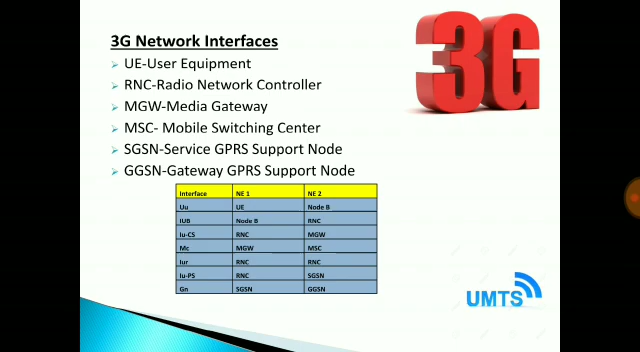 3G Network Interfaces
UE-User Equipment
RNC-Radio Network Controller
MGW-Media Gateway
MSC- Mobile Switching Center
SGSN-Service GPRS Support Node
GGSN-Gateway GPRS Support Node
3G
Interface NE 1 NE 2
Uu UE Node B
IUB Node B RNC
Iu-CS RNC MGW
Mc MGW MSC
Iur RNC RNC
Iu-PS RNC SGSN
Gn SGSN GGSN
UMTS